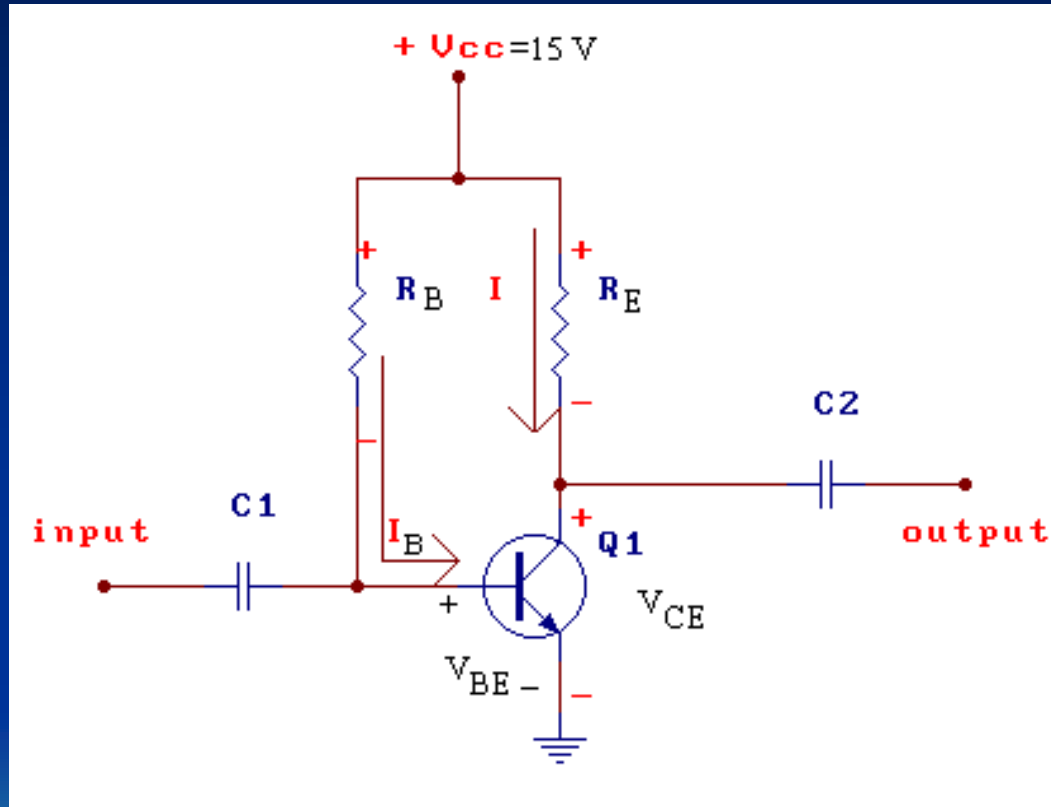 + Vcc=15 V
+ +
RB I RE
– –
C2
C1
input IB + Q1 output
+ VCE
VBE – –